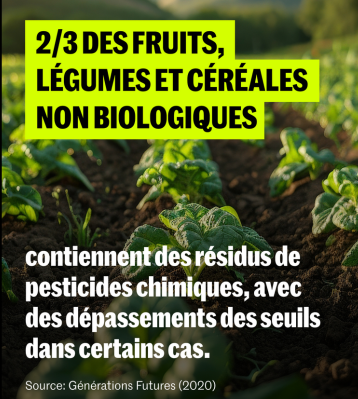 2/3 DES FRUITS,
LÉGUMES ET CÉRÉALES
NON BIOLOGIQUES
contiennent des résidus de
pesticides chimiques, avec
des dépassements des seuils
dans certains cas.
Source: Générations Futures (2020)